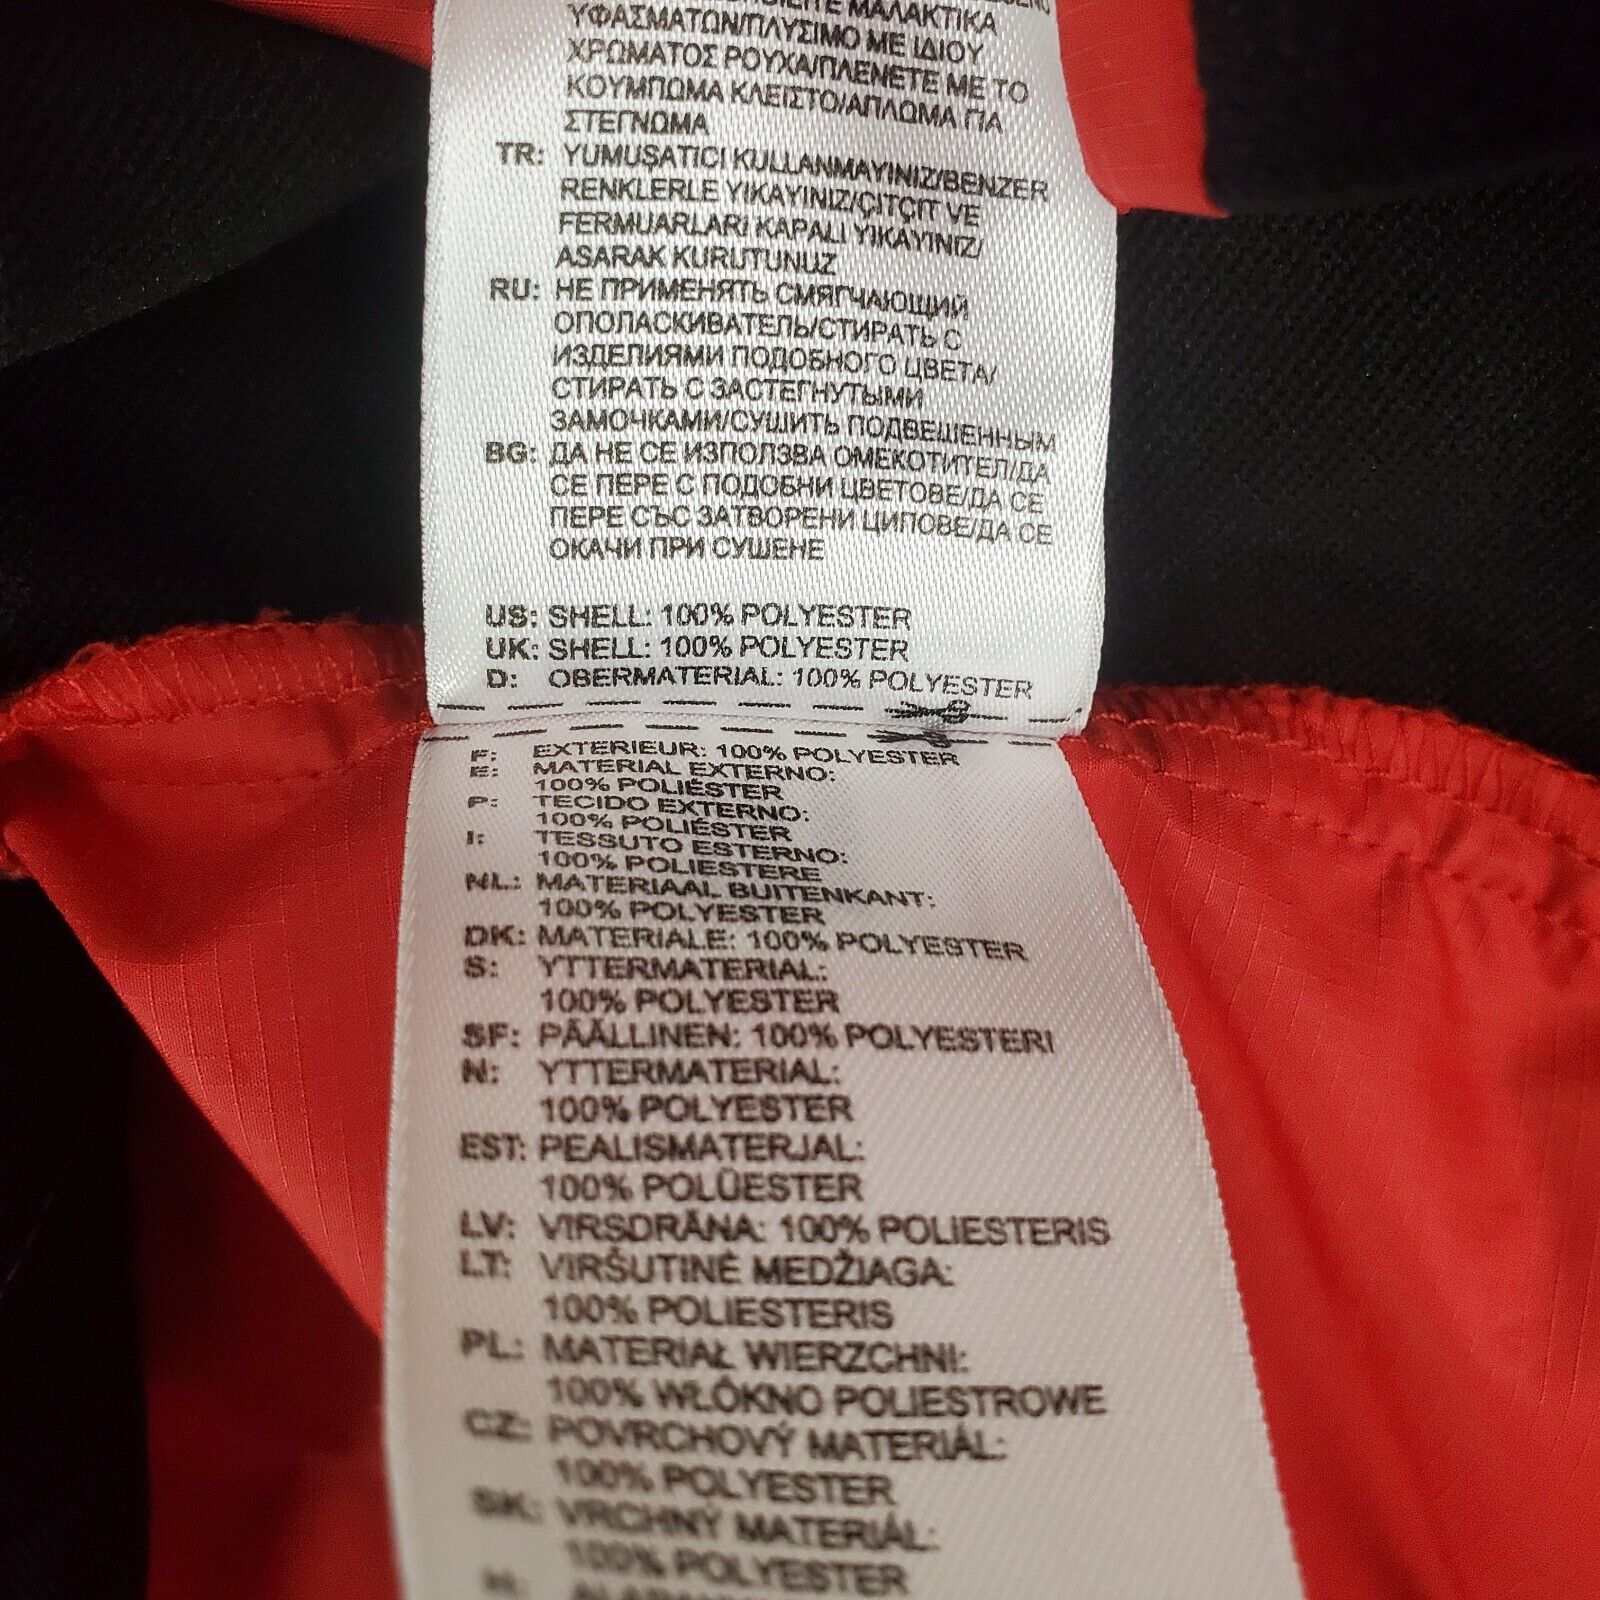 ΜΑΛΑΚΤΙΚΑ
ΥΦΑΣΜΑΤΩΝ/ΠΛΥΣΙΜΟ ΜΕ ΙΔΙΟΥ
ΧΡΩΜΑΤΟΣ ΡΟΥΧΑ/ΠΛΕΝΕΤΕ ΜΕ ΤΟ
ΚΟΥΜΠΩΜΑ ΚΛΕΙΣΤΟ/ΑΠΛΩΜΑ ΓΙΑ
ΣΤΕΓΝΩΜΑ
TR: YUMUSATICI KULLANMAYINIZ/BENZER
RENKLERLE YIKAYINIZ/ÇITÇIT VE
FERMUARLARI KAPALI YIKAYINIZ/
ASARAK KURUTUNUZ
RU: НЕ ПРИМЕНЯТЬ СМЯГЧАЮЩИЙ
ОПОЛАСКИВАТЕЛЬ/СТИРАТЬ С
ИЗДЕЛИЯМИ ПОДОБНОГО ЦВЕТА/
СТИРАТЬ С ЗАСТЕГНУТЫМИ
ЗАМОЧКАМИ/СУШИТЬ ПОДВЕШЕННЫМ
BG: ДА НЕ СЕ ИЗПОЛЗВА ОМЕКОТИТЕЛ/ДА
СЕ ПЕРЕ С ПОДОБНИ ЦВЕТОВЕ/ДА СЕ
ПЕРЕ СЪС ЗАТВОРЕНИ ЦИПОВЕ/ДА СЕ
ОКАЧИ ПРИ СУШЕНЕ
US: SHELL: 100% POLYESTER
UK: SHELL: 100% POLYESTER
D: OBERMATERIAL: 100% POLYESTER
F: EXTERIEUR: 100% POLYESTER
E: MATERIAL EXTERNO:
100% POLIÉSTER
P: TECIDO EXTERNO:
100% POLIÉSTER
I: TESSUTO ESTERNO:
100% POLIESTERE
NL: MATERIAAL BUITENKANT:
100% POLYESTER
DK: MATERIALE: 100% POLYESTER
S: YTTERMATERIAL:
100% POLYESTER
SF: PÄÄLLINEN: 100% POLYESTERI
N: YTTERMATERIAL:
100% POLYESTER
EST: PEALISMATERJAL:
100% POLÜESTER
LV: VIRSDRĀNA: 100% POLIESTERIS
LT: VIRŠUTINĖ MEDŽIAGA:
100% POLIESTERIS
PL: MATERIAŁ WIERZCHNI:
100% WŁÓKNO POLIESTROWE
CZ: POVRCHOVÝ MATERIÁL:
100% POLYESTER
SK: VRCHNÝ MATERIÁL:
100% POLYESTER